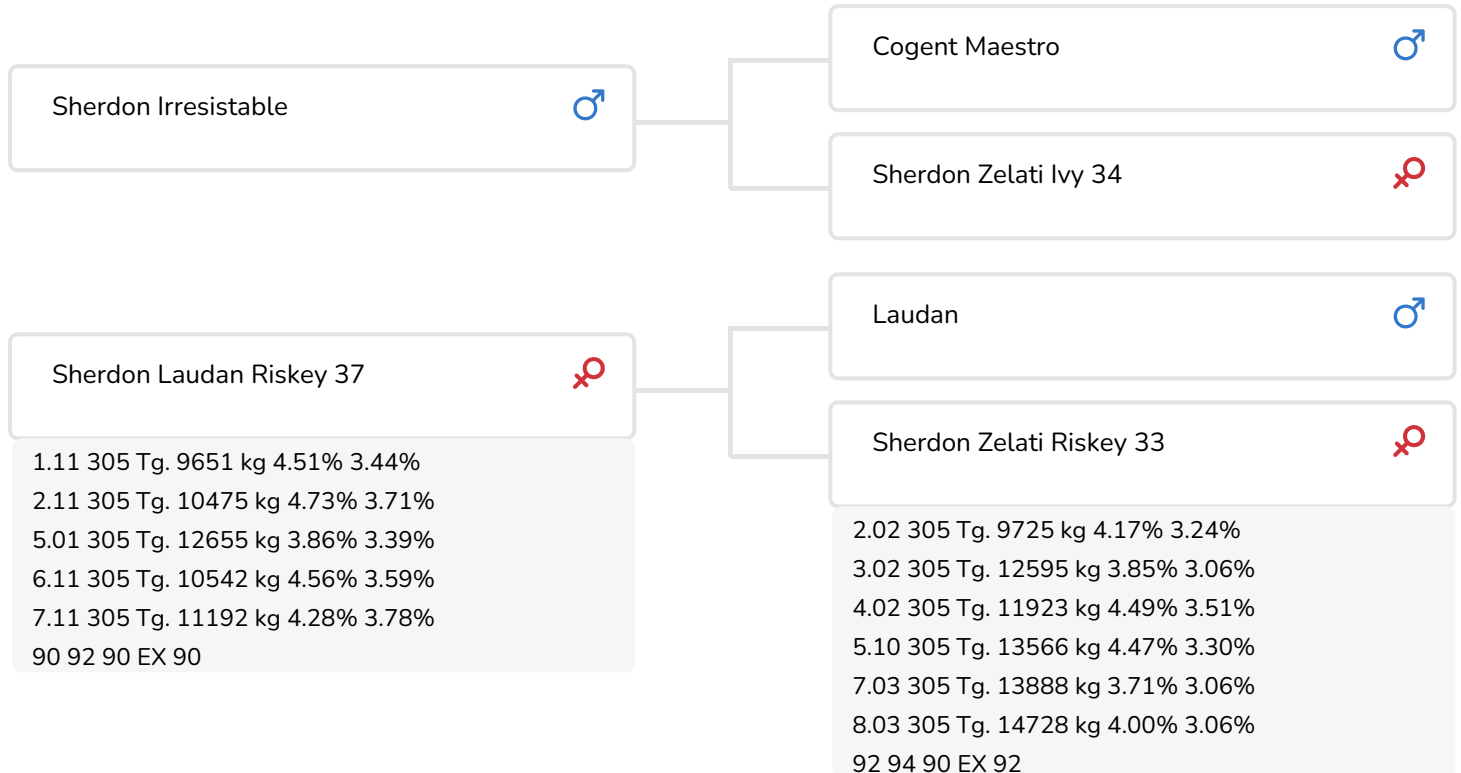 Sherdon Irresistable
Cogent Maestro
Sherdon Zelati Ivy 34
Sherdon Laudan Riskey 37
1.11 305 Tg. 9651 kg 4.51% 3.44%
2.11 305 Tg. 10475 kg 4.73% 3.71%
5.01 305 Tg. 12655 kg 3.86% 3.39%
6.11 305 Tg. 10542 kg 4.56% 3.59%
7.11 305 Tg. 11192 kg 4.28% 3.78%
90 92 90 EX 90
Laudan
Sherdon Zelati Riskey 33
2.02 305 Tg. 9725 kg 4.17% 3.24%
3.02 305 Tg. 12595 kg 3.85% 3.06%
4.02 305 Tg. 11923 kg 4.49% 3.51%
5.10 305 Tg. 13566 kg 4.47% 3.30%
7.03 305 Tg. 13888 kg 3.71% 3.06%
8.03 305 Tg. 14728 kg 4.00% 3.06%
92 94 90 EX 92